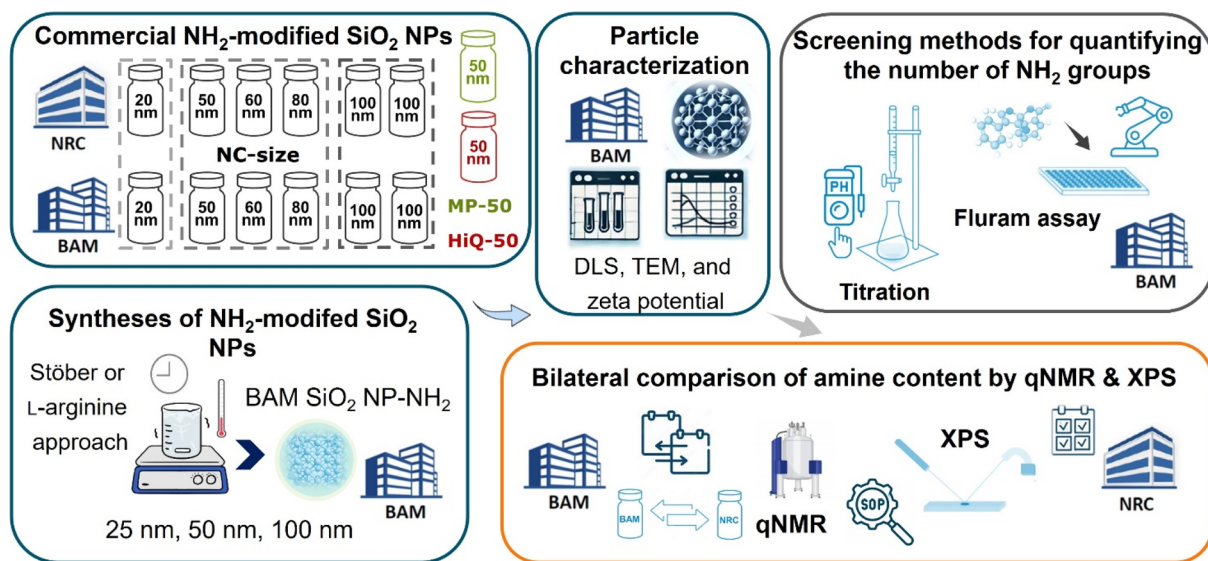 Commercial NH₂-modified SiO₂ NPs
NRC
20 nm
50 nm
60 nm
80 nm
100 nm
100 nm
50 nm
50 nm
NC-size
BAM
20 nm
50 nm
60 nm
80 nm
100 nm
100 nm
MP-50
HiQ-50
Particle
characterization
BAM
DLS, TEM, and
zeta potential
Screening methods for quantifying
the number of NH₂ groups
PH
Titration
Fluram assay
BAM
Syntheses of NH₂-modifed SiO₂
NPs
Stöber or
L-arginine
approach
BAM SiO₂ NP-NH₂
BAM
25 nm, 50 nm, 100 nm
Bilateral comparison of amine content by qNMR & XPS
BAM
BAM
NRC
qNMR
SOP
XPS
NRC